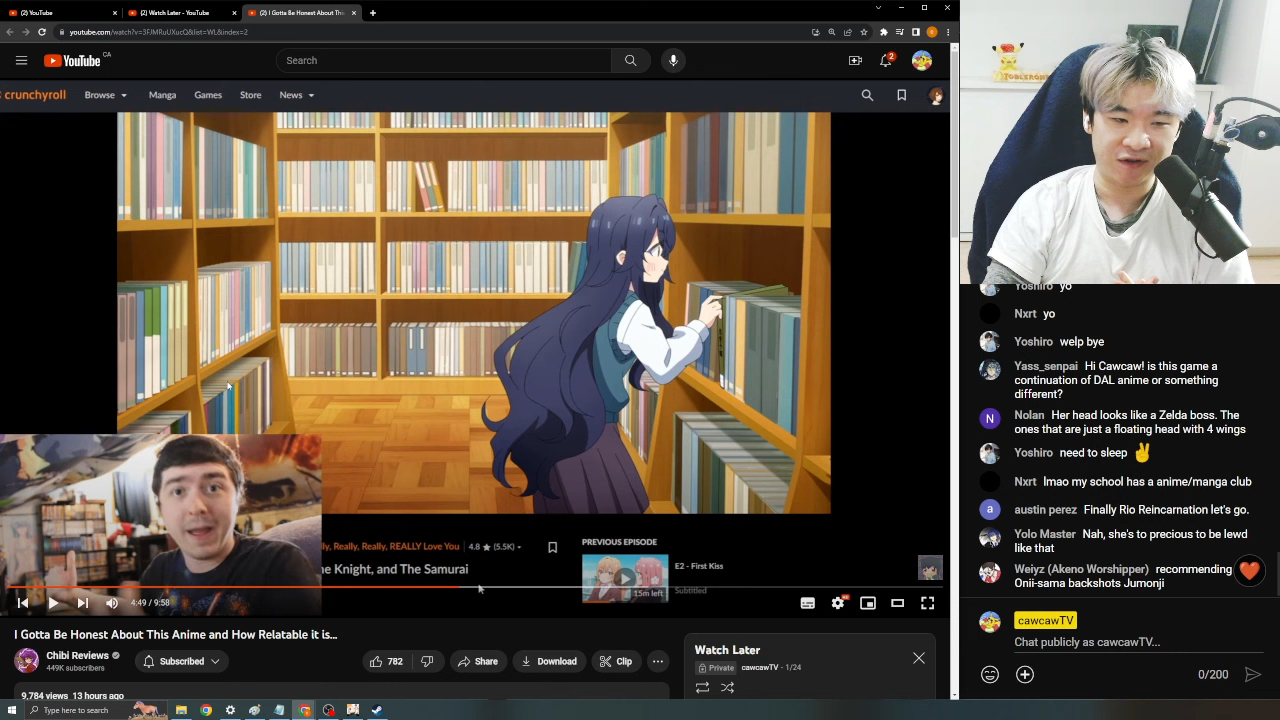 (2) YouTube
(2) Watch Later - YouTube
(2) I Gotta Be Honest About This
youtube.com/watch?v=3FJMRuUXucQ&list=WL&index=2
YouTube CA
Search
2
crunchyroll
Browse
Manga
Games
Store
News
ly, Really, Really, REALLY Love You
4.8 ★ (5.5K)
ne Knight, and The Samurai
PREVIOUS EPISODE
E2 - First Kiss
Subtitled
15m left
4:49 / 9:58
I Gotta Be Honest About This Anime and How Relatable it is...
Chibi Reviews
449K subscribers
Subscribed
782
Share
Download
Clip
9,784 views 13 hours ago
Watch Later
Private
cawcawTV - 1/24
Type here to search
TOBLERONE
Yoshiro yo
Nxrt yo
Yoshiro welp bye
Yass_senpai Hi Cawcaw! is this game a
continuation of DAL anime or something
different?
Nolan Her head looks like a Zelda boss. The
ones that are just a floating head with 4 wings
Yoshiro need to sleep ✌
Nxrt lmao my school has a anime/manga club
austin perez Finally Rio Reincarnation let's go.
Yolo Master Nah, she's to precious to be lewd
like that
Weiyz (Akeno Worshipper) recommending
Onii-sama backshots Jumonji
cawcawTV
Chat publicly as cawcawTV...
0/200